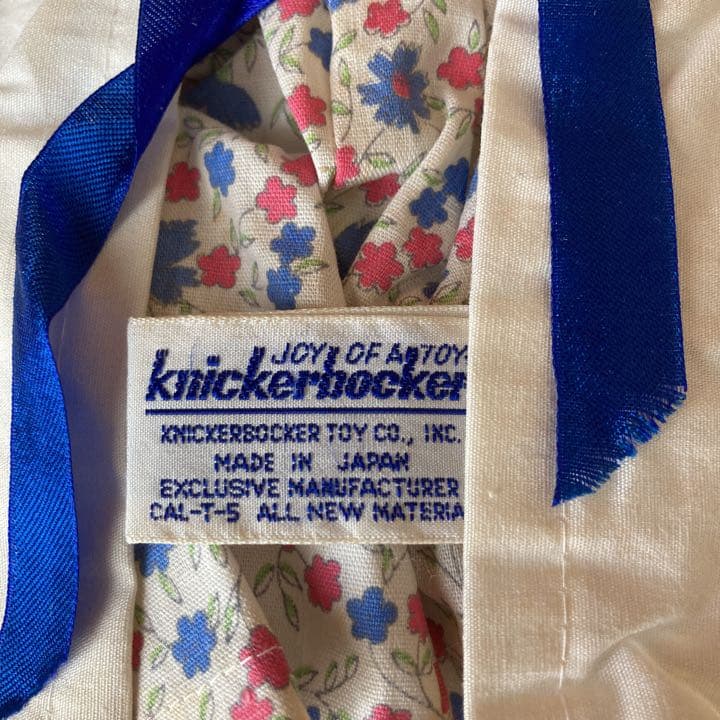 JOY OF A TOY
knickerbocker
KNICKERBOCKER TOY CO., INC.
MADE IN JAPAN
EXCLUSIVE MANUFACTURER
CAL-T-5 ALL NEW MATERIA